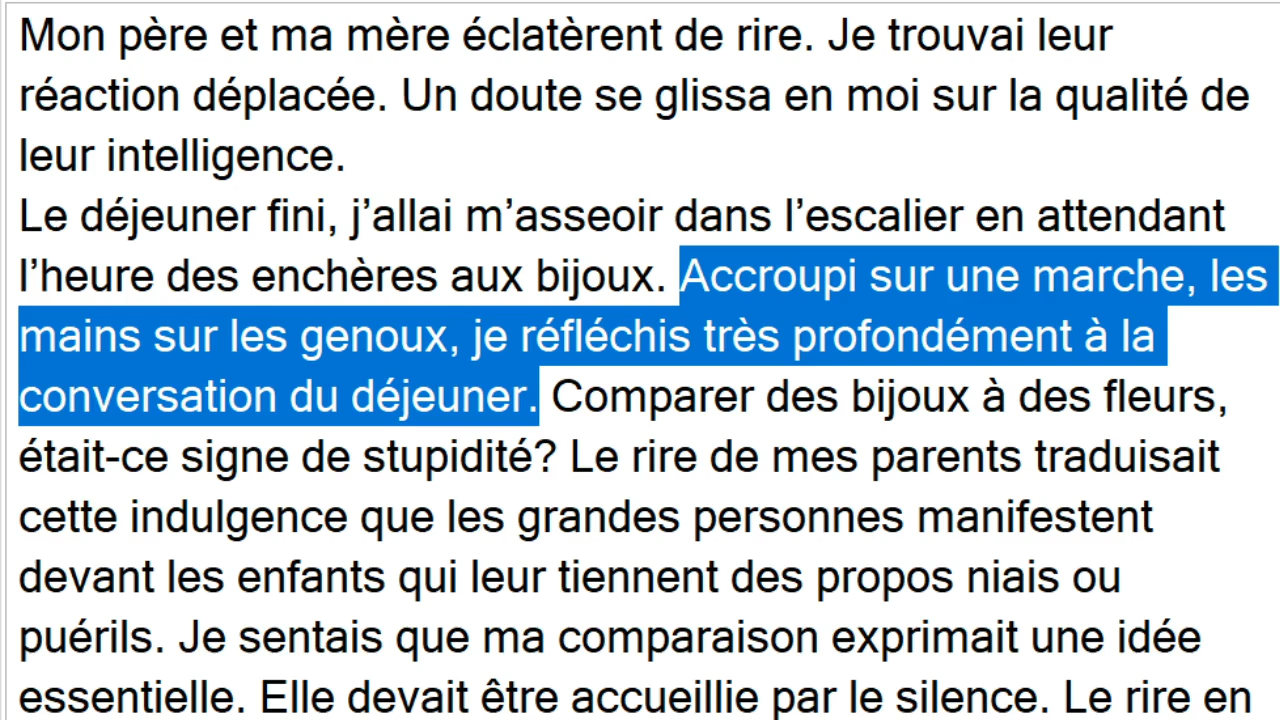 Mon père et ma mère éclatèrent de rire. Je trouvai leur
réaction déplacée. Un doute se glissa en moi sur la qualité de
leur intelligence.
Le déjeuner fini, j’allai m’asseoir dans l’escalier en attendant
l’heure des enchères aux bijoux. Accroupi sur une marche, les
mains sur les genoux, je réfléchis très profondément à la
conversation du déjeuner. Comparer des bijoux à des fleurs,
était-ce signe de stupidité? Le rire de mes parents traduisait
cette indulgence que les grandes personnes manifestent
devant les enfants qui leur tiennent des propos niais ou
puérils. Je sentais que ma comparaison exprimait une idée
essentielle. Elle devait être accueillie par le silence. Le rire en